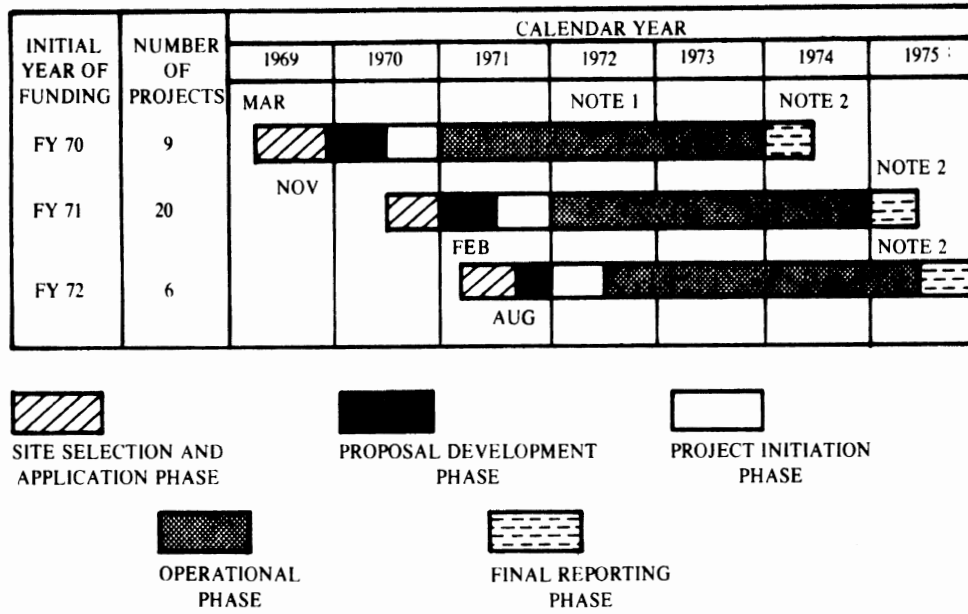 CALENDAR YEAR
INITIAL YEAR OF FUNDING
NUMBER OF PROJECTS
1969 1970 1971 1972 1973 1974 1975
MAR NOTE 1 NOTE 2
FY 70 9
NOV NOTE 2
FY 71 20
FEB NOTE 2
FY 72 6
AUG
SITE SELECTION AND
APPLICATION PHASE
PROPOSAL DEVELOPMENT
PHASE
PROJECT INITIATION
PHASE
OPERATIONAL
PHASE
FINAL REPORTING
PHASE